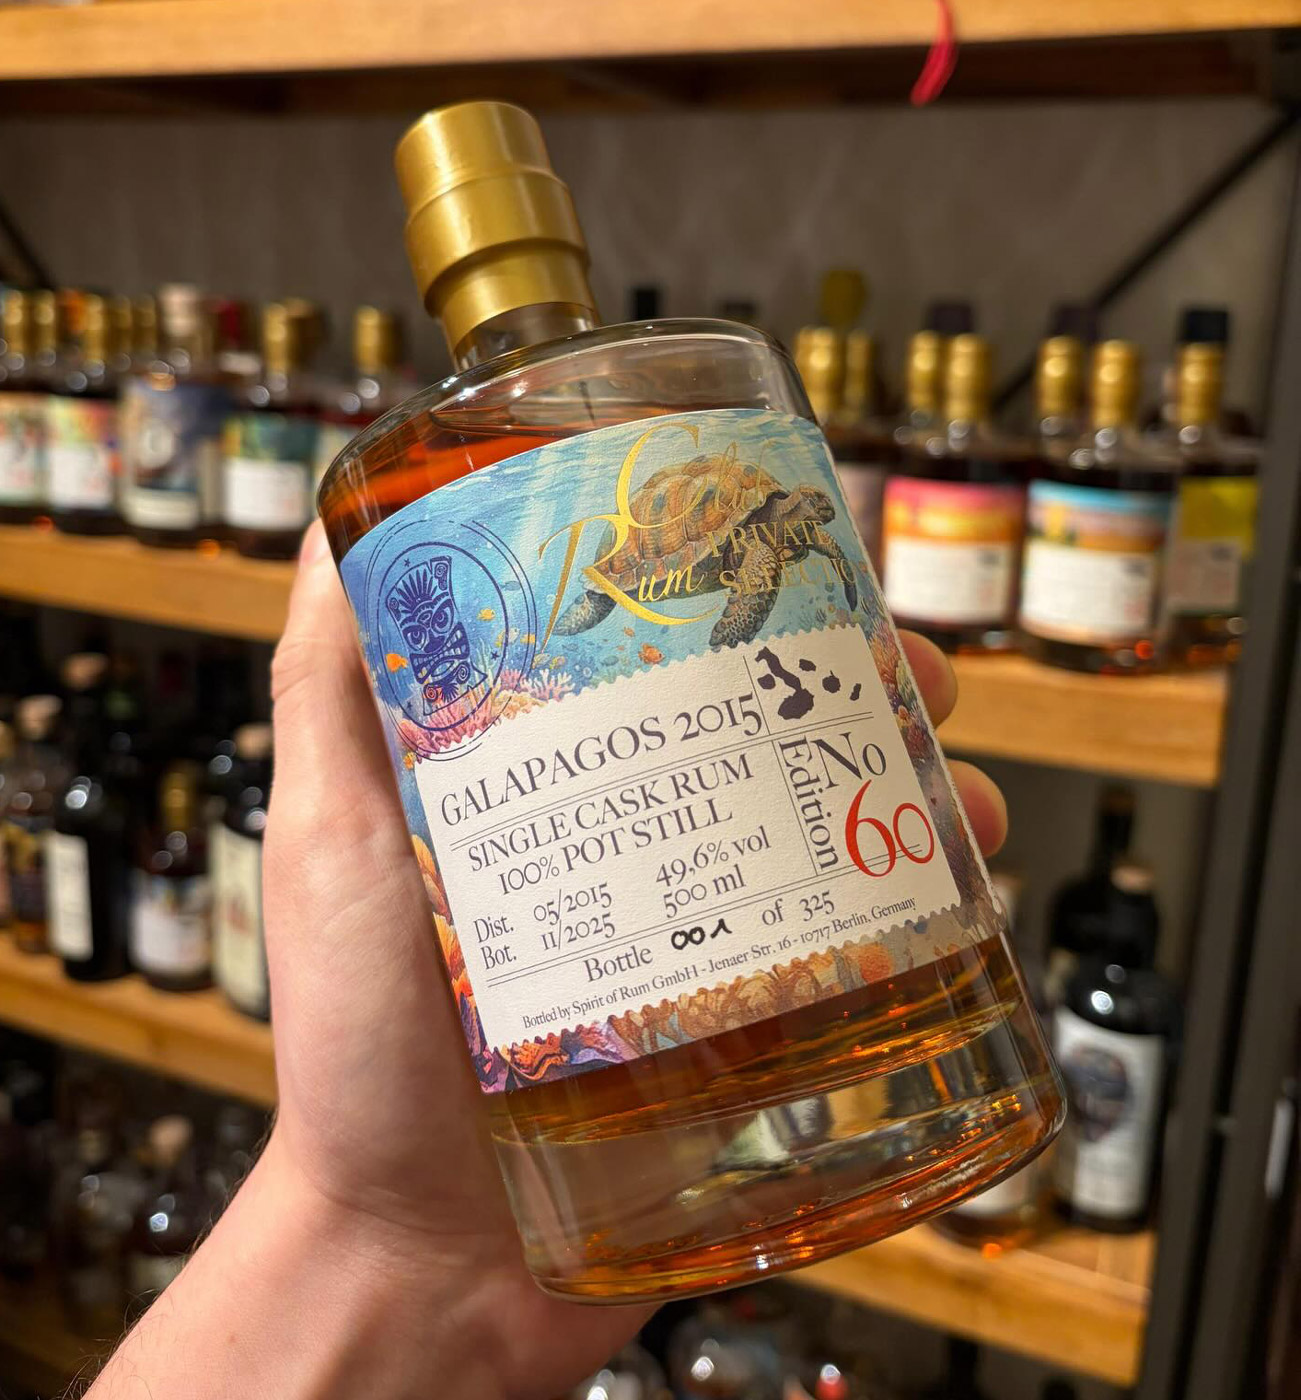 Rum Club
PRIVATE
SELECTION
GALAPAGOS 2015
SINGLE CASK RUM
100% POT STILL
Dist. 05/2015 49,6% vol
Bot. 11/2025 500 ml
Edition No 60
Bottle 001 of 325
Bottled by Spirit of Rum GmbH - Jenaer Str. 16 - 10717 Berlin, Germany